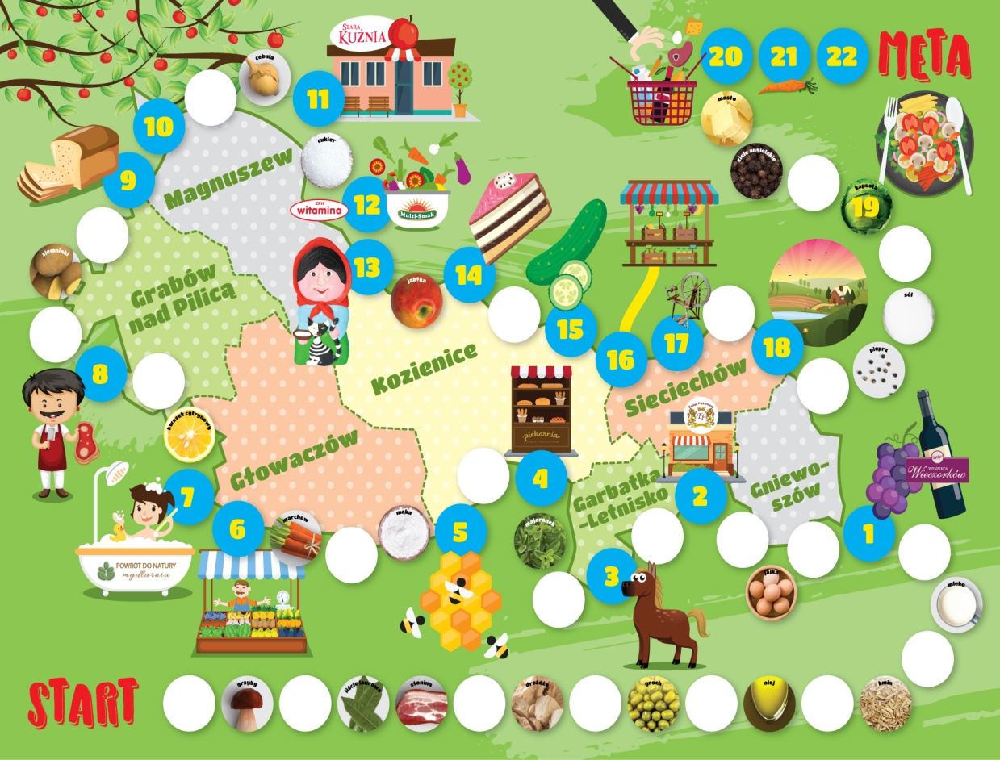 STARA
KUŹNIA
20
21
22
META
cebula
11
masło
10
cukier
ziele angielskie
9
Magnuszew
ZPH
witamina
12
Multi-Smak
kapusta
19
ziemniaki
13
jabłka
14
Grabów
nad Pilicą
sól
15
16
17
18
8
Kozienice
pieprz
Sieciechów
kwasek cytrynowy
piekarnia
Głowaczów
WINNICA
Wieczorków
4
Garbatka
-Letnisko
2
Gniewo-
szów
7
6
marchew
mąka
5
majeranek
1
POWRÓT DO NATURY
mydlarnia
3
jajka
mleko
START
grzyby
liście laurowe
słonina
drożdże
groch
olej
kmin